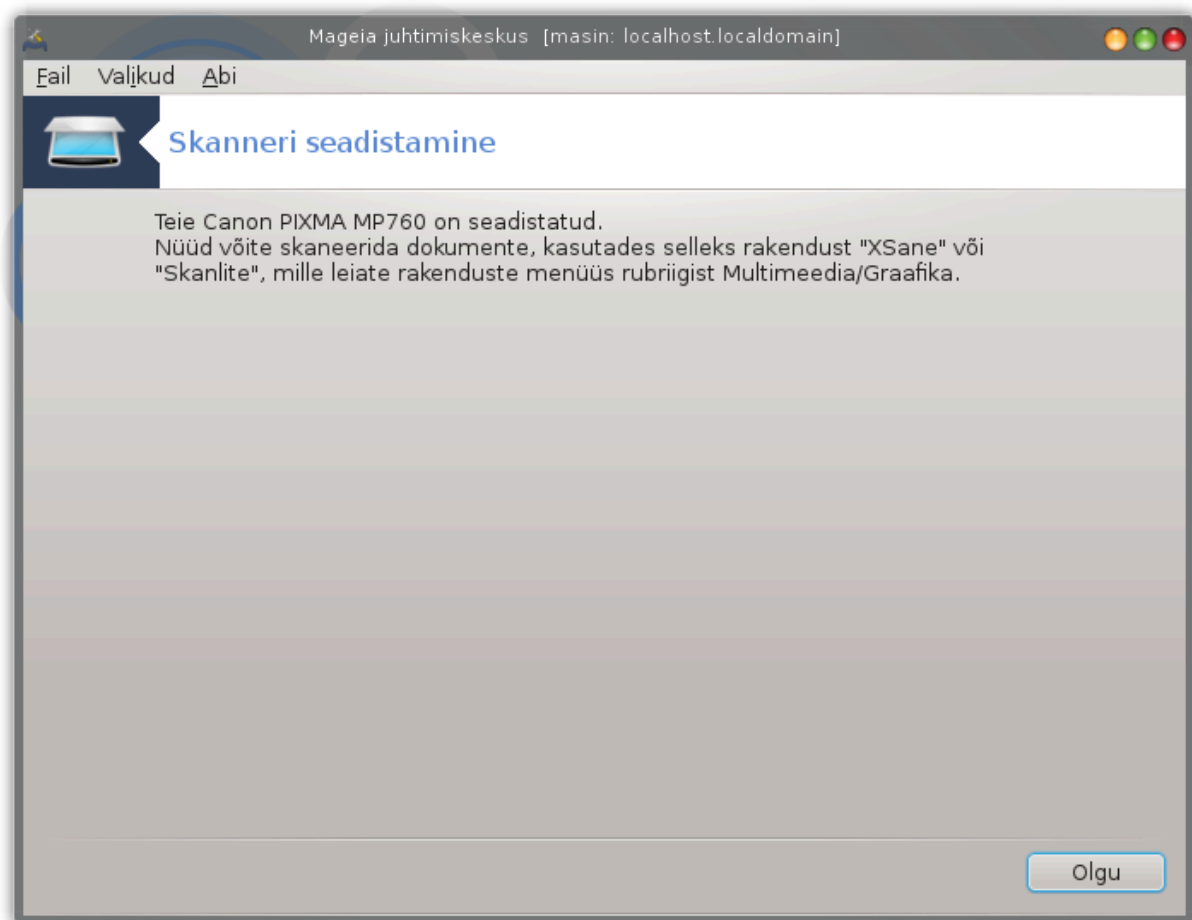 Mageia juhtimiskeskus [masin: localhost.localdomain]
Fail Valikud Abi
Skanneri seadistamine
Teie Canon PIXMA MP760 on seadistatud.
Nüüd võite skaneerida dokumente, kasutades selleks rakendust "XSane" või
"Skanlite", mille leiate rakenduste menüüs rubriigist Multimeedia/Graafika.
Olgu